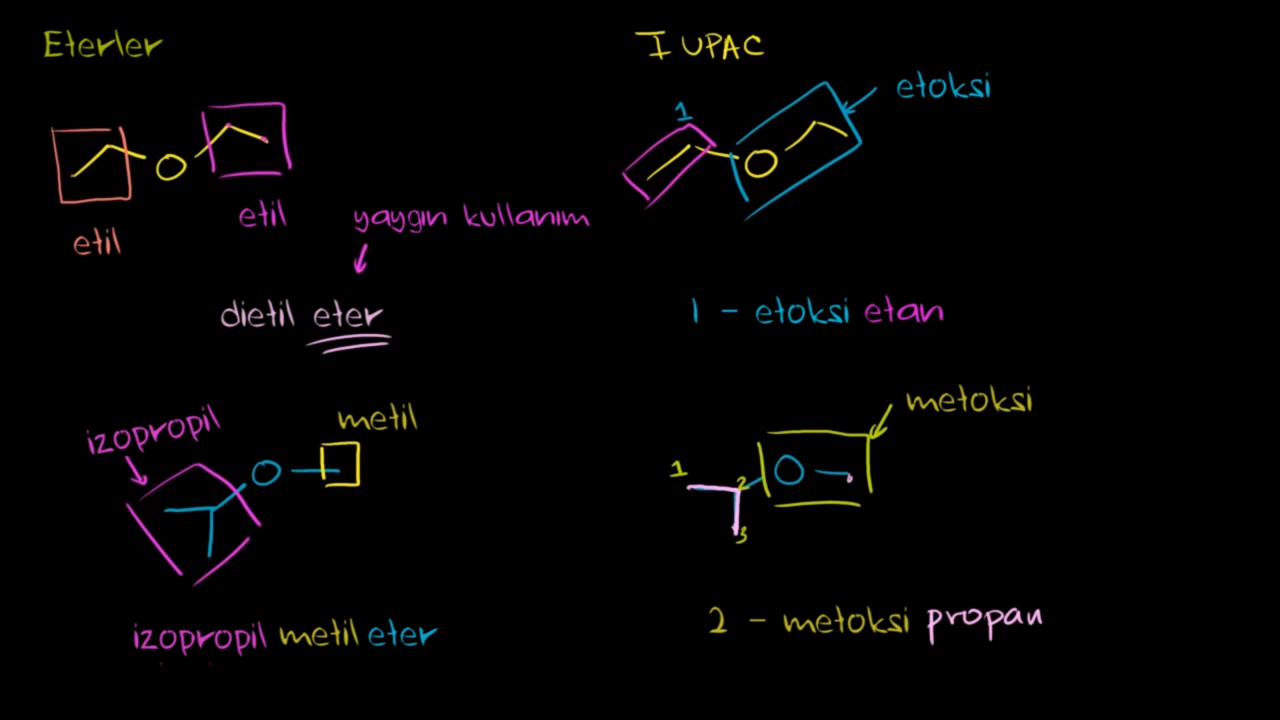 Eterler
etil
etil
O
yaygın kullanım
dietil eter
izopropil
metil
O
izopropil metil eter
IUPAC
etoksi
1
O
1 - etoksi etan
metoksi
1
2
O
3
2 - metoksi propan